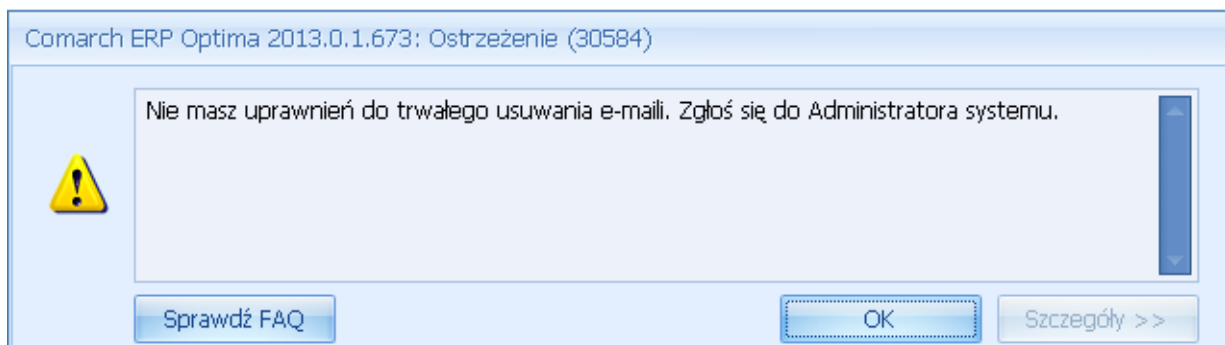 Comarch ERP Optima 2013.0.1.673: Ostrzeżenie (30584)
Nie masz uprawnień do trwałego usuwania e-maili. Zgłoś się do Administratora systemu.
Sprawdź FAQ OK Szczegóły >>